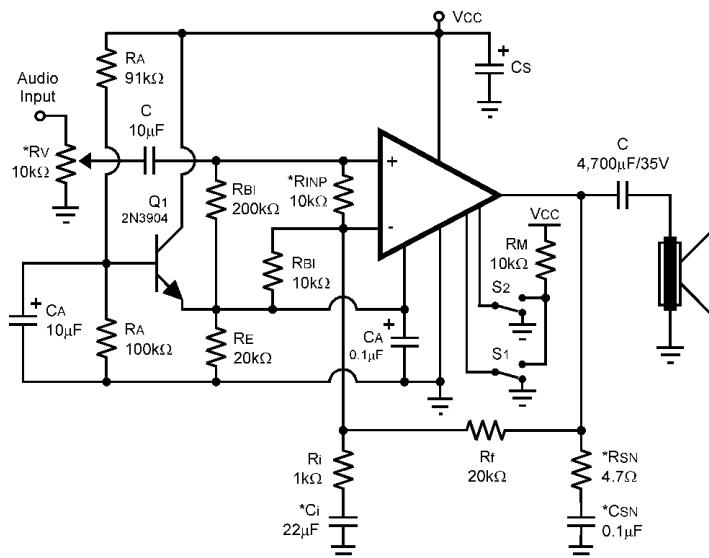 VCC
RA
91kΩ
+
CS
Audio
Input
C
10µF
C
4,700µF/35V
*RV
10kΩ
+
*RINP
10kΩ
RBI
200kΩ
Q1
2N3904
-
VCC
RM
10kΩ
RBI
10kΩ
S2
+
CA
10µF
RA
100kΩ
RE
20kΩ
CA
0.1µF
+
S1
Ri
1kΩ
Rf
20kΩ
*RSN
4.7Ω
*Ci
22µF
*CSN
0.1µF